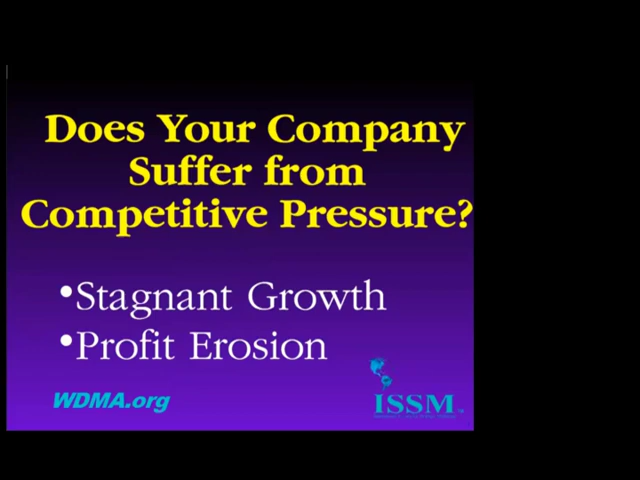 Does Your Company
Suffer from
Competitive Pressure?
•Stagnant Growth
•Profit Erosion
WDMA.org
ISSM